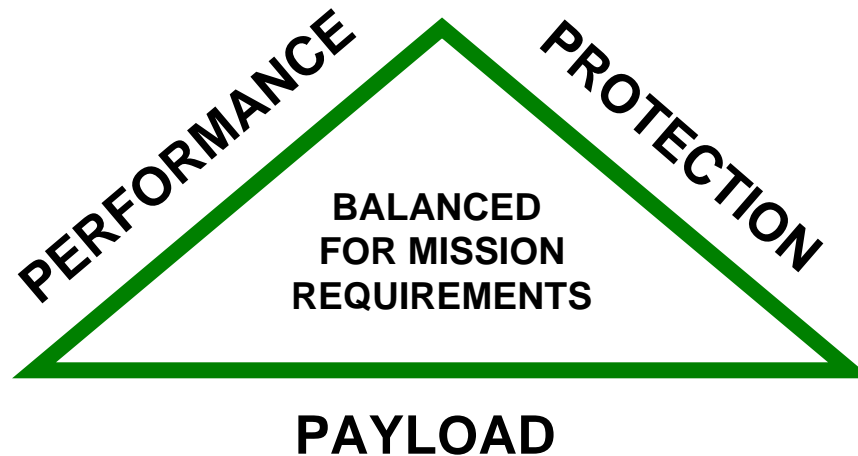 PERFORMANCE
PROTECTION
BALANCED
FOR MISSION
REQUIREMENTS
PAYLOAD